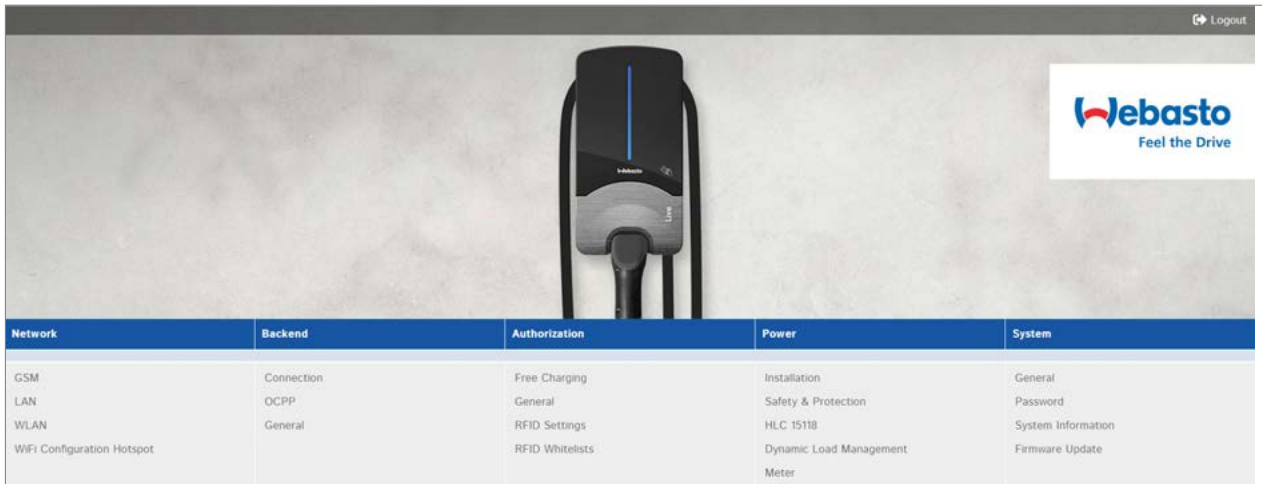 Logout
Webasto
Feel the Drive
Webasto
Live
Network Backend Authorization Power System
GSM Connection Free Charging Installation General
LAN OCPP General Safety & Protection Password
WLAN General RFID Settings HLC 15118 System Information
WiFi Configuration Hotspot RFID Whitelists Dynamic Load Management Firmware Update
Meter